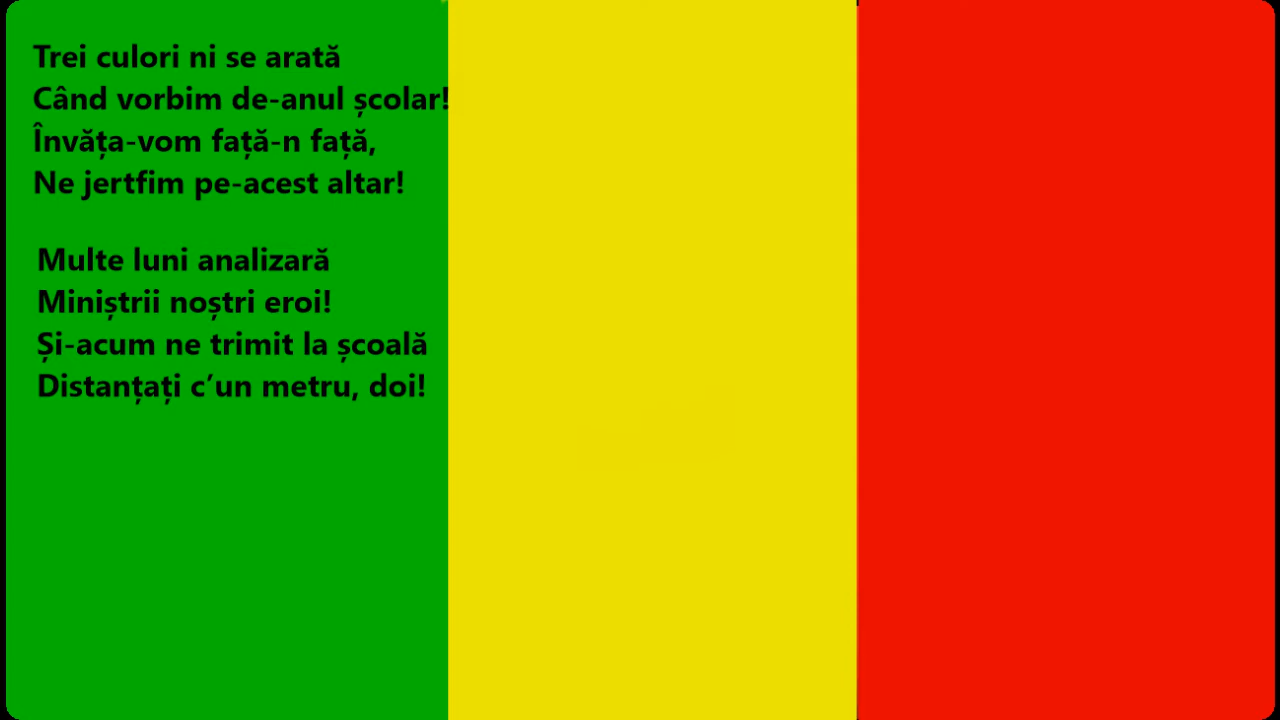 Trei culori ni se arată
Când vorbim de-anul școlar!
Învăța-vom față-n față,
Ne jertfim pe-acest altar!
Multe luni analizară
Miniștrii noștri eroi!
Și-acum ne trimit la școală
Distanțați c’un metru, doi!